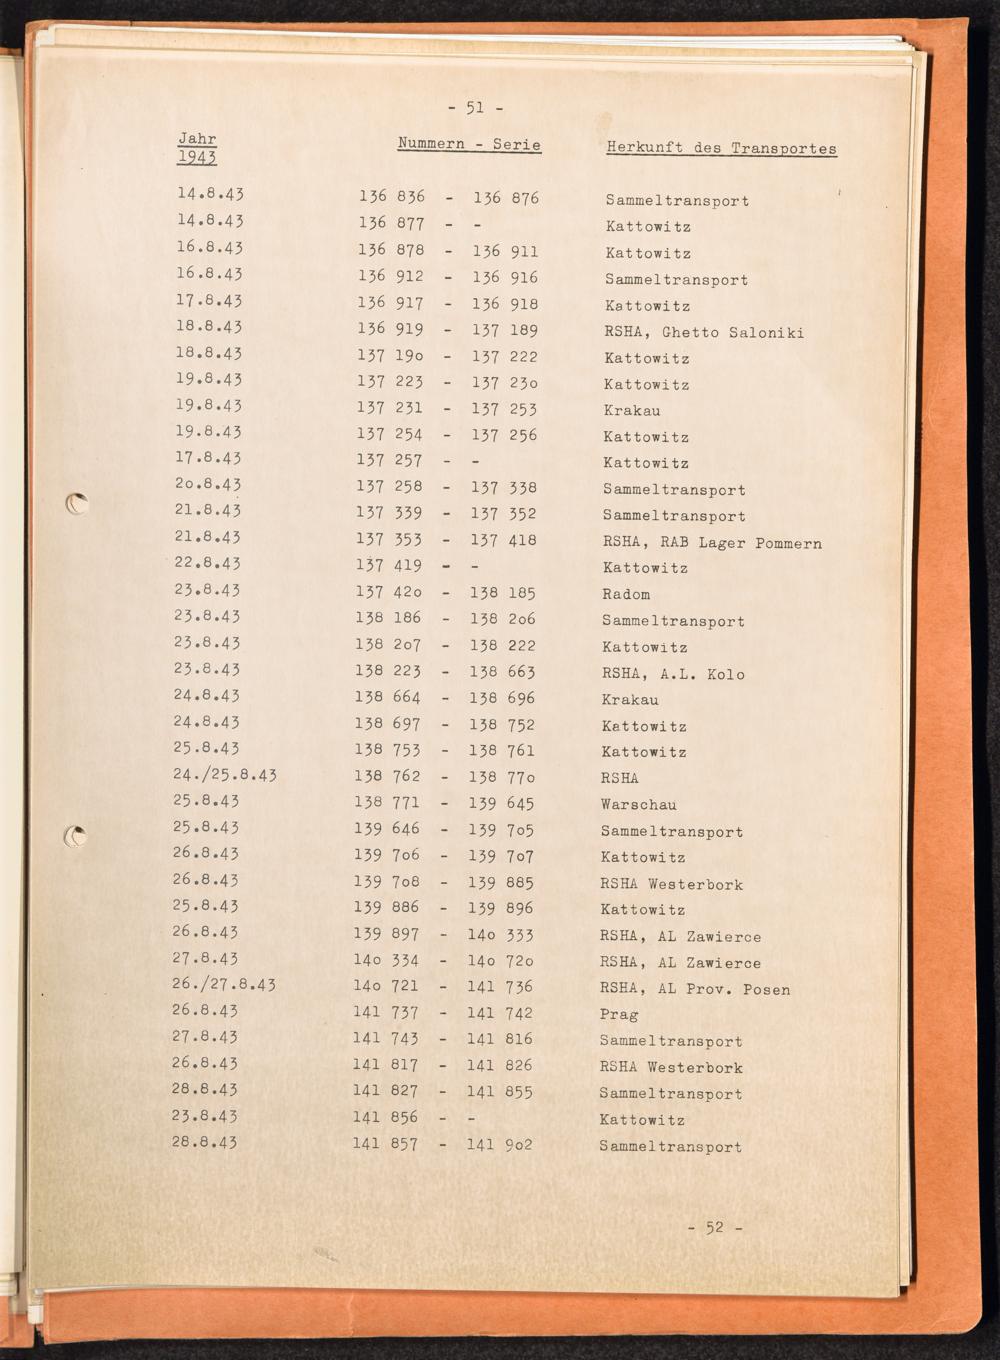 - 51 -
Jahr Nummern - Serie Herkunft des Transportes
1943
14.8.43 136 836 - 136 876 Sammeltransport
14.8.43 136 877 - - Kattowitz
16.8.43 136 878 - 136 911 Kattowitz
16.8.43 136 912 - 136 916 Sammeltransport
17.8.43 136 917 - 136 918 Kattowitz
18.8.43 136 919 - 137 189 RSHA, Ghetto Saloniki
18.8.43 137 19o - 137 222 Kattowitz
19.8.43 137 223 - 137 23o Kattowitz
19.8.43 137 231 - 137 253 Krakau
19.8.43 137 254 - 137 256 Kattowitz
17.8.43 137 257 - - Kattowitz
2o.8.43 137 258 - 137 338 Sammeltransport
21.8.43 137 339 - 137 352 Sammeltransport
21.8.43 137 353 - 137 418 RSHA, RAB Lager Pommern
22.8.43 137 419 - - Kattowitz
23.8.43 137 42o - 138 185 Radom
23.8.43 138 186 - 138 2o6 Sammeltransport
23.8.43 138 2o7 - 138 222 Kattowitz
23.8.43 138 223 - 138 663 RSHA, A.L. Kolo
24.8.43 138 664 - 138 696 Krakau
24.8.43 138 697 - 138 752 Kattowitz
25.8.43 138 753 - 138 761 Kattowitz
24./25.8.43 138 762 - 138 77o RSHA
25.8.43 138 771 - 139 645 Warschau
25.8.43 139 646 - 139 7o5 Sammeltransport
26.8.43 139 7o6 - 139 7o7 Kattowitz
26.8.43 139 7o8 - 139 885 RSHA Westerbork
25.8.43 139 886 - 139 896 Kattowitz
26.8.43 139 897 - 14o 333 RSHA, AL Zawierce
27.8.43 14o 334 - 14o 72o RSHA, AL Zawierce
26./27.8.43 14o 721 - 141 736 RSHA, AL Prov. Posen
26.8.43 141 737 - 141 742 Prag
27.8.43 141 743 - 141 816 Sammeltransport
26.8.43 141 817 - 141 826 RSHA Westerbork
28.8.43 141 827 - 141 855 Sammeltransport
23.8.43 141 856 - - Kattowitz
28.8.43 141 857 - 141 9o2 Sammeltransport
- 52 -